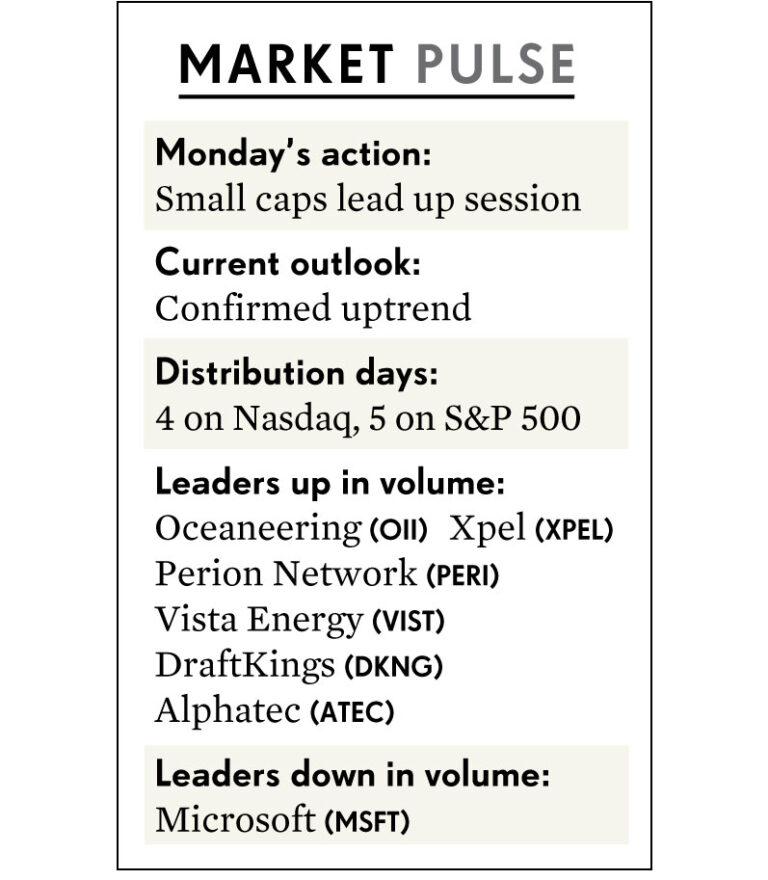 MARKET PULSE
Monday's action:
Small caps lead up session
Current outlook:
Confirmed uptrend
Distribution days:
4 on Nasdaq, 5 on S&P 500
Leaders up in volume:
Oceaneering (OII) Xpel (XPEL)
Perion Network (PERI)
Vista Energy (VIST)
DraftKings (DKNG)
Alphatec (ATEC)
Leaders down in volume:
Microsoft (MSFT)